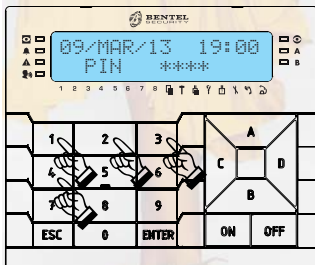 BENTEL
SECURITY
09/MAR/13 19:00
PIN ****
A
B
1 2 3 4 5 6 7 8
1 2 3
4 5 6
7 8 9
ESC 0 ENTER
A
C D
B
ON OFF